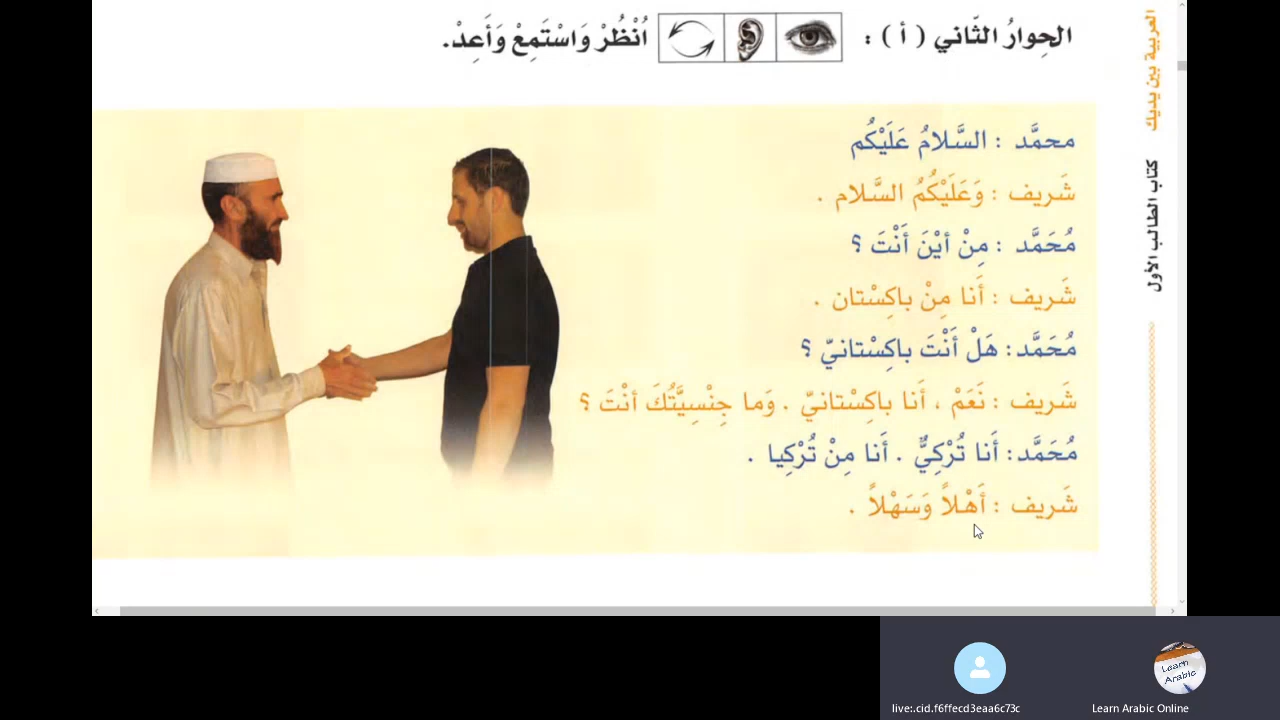 الحِوارُ الثّاني ( أ ) : اُنْظُرْ وَاسْتَمِعْ وَأَعِدْ.
العربية بين يديك كتاب الطالب الأول
محمَّد : السَّلامُ عَلَيْكُم
شَريف : وَعَلَيْكُمُ السَّلام .
مُحَمَّد : مِنْ أيْنَ أَنْتَ ؟
شَريف : أَنا مِنْ باكِسْتان .
مُحَمَّد: هَلْ أَنْتَ باكِسْتانيّ ؟
شَريف : نَعَمْ ، أَنا باكِسْتانيّ . وَما جِنْسِيَّتُكَ أنْتَ ؟
مُحَمَّد: أَنا تُرْكِيٌّ . أَنا مِنْ تُرْكِيا .
شَريف : أَهْلاً وَسَهْلاً .
Learn Arabic
live:.cid.f6ffecd3eaa6c73c
Learn Arabic Online